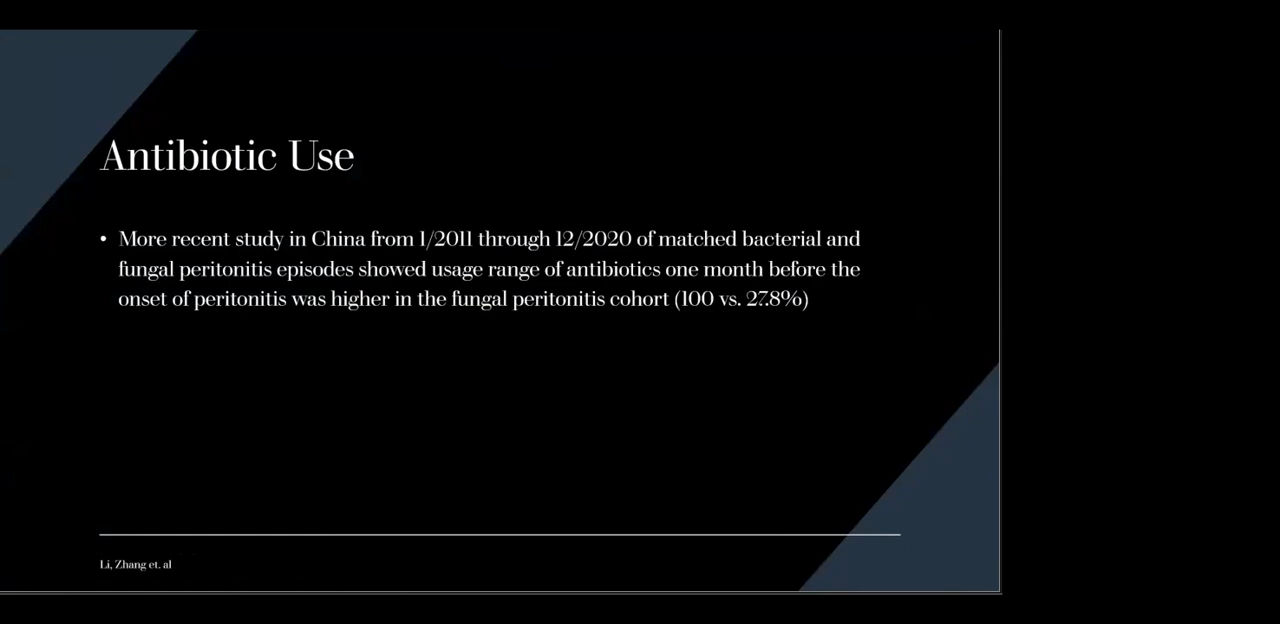 Antibiotic Use
• More recent study in China from 1/2011 through 12/2020 of matched bacterial and
fungal peritonitis episodes showed usage range of antibiotics one month before the
onset of peritonitis was higher in the fungal peritonitis cohort (100 vs. 27.8%)
Li, Zhang et. al